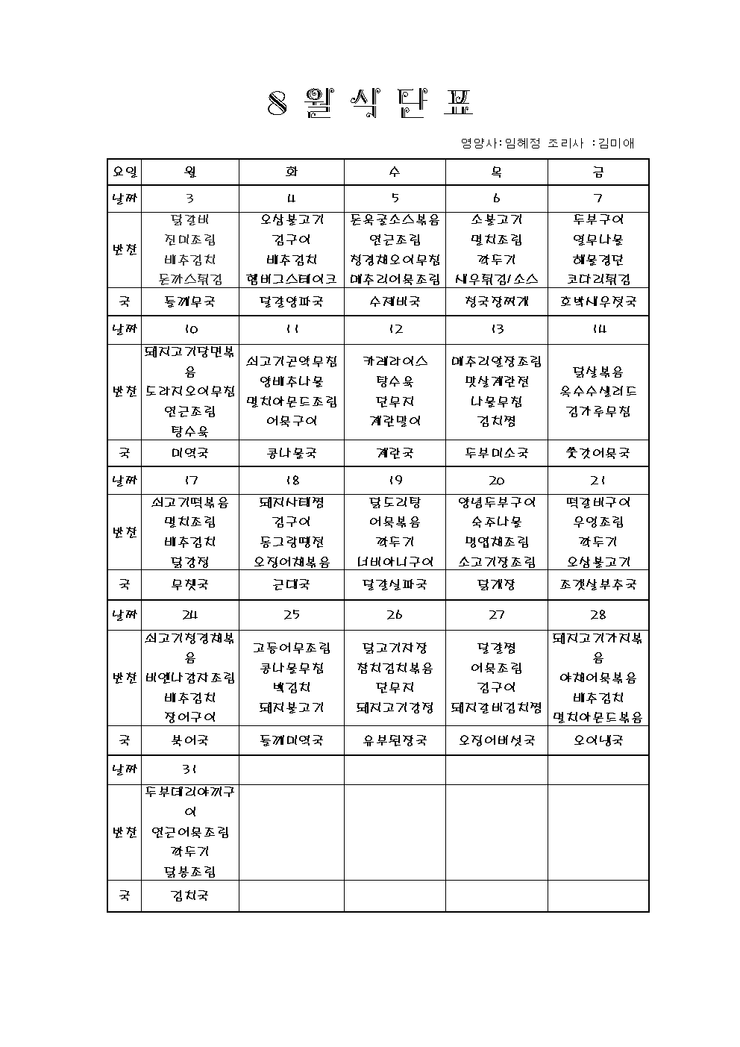 8 월 식 단 표
영양사:임혜정 조리사 :김미애
요일 월 화 수 목 금
날짜 3 4 5 6 7
반찬
닭갈비 오삼불고기 돈육굴소스볶음 소불고기 두부구이
진미조림 김구이 연근조림 멸치조림 열무나물
배추김치 배추김치 청경채오이무침 깍두기 해물경단
돈까스튀김 햄버그스테이크 메추리어묵조림 새우튀김/소스 코다리튀김
국 들깨무국 달걀양파국 수제비국 청국장찌개 호박새우젓국
날짜 10 11 12 13 14
반찬
돼지고기당면볶
음
도라지오이무침
연근조림
탕수육
쇠고기곤약무침
양배추나물
멸치아몬드조림
어묵구이
카레라이스
탕수육
단무지
계란말이
메추리알장조림
맛살계란전
나물무침
김치찜
닭살볶음
옥수수샐러드
김가루무침
국 미역국 콩나물국 계란국 두부미소국 쑻갓어묵국
날짜 17 18 19 20 21
반찬
쇠고기떡볶음 돼지사태찜 닭도리탕 양념두부구이 떡갈비구이
멸치조림 김구이 어묵볶음 숙주나물 우엉조림
배추김치 동그랑땡전 깍두기 명엽채조림 깍두기
닭강정 오징어채볶음 너비아니구이 소고기장조림 오삼불고기
국 무챗국 근대국 달걀실파국 닭개장 조갯살부추국
날짜 24 25 26 27 28
반찬
쇠고기청경채볶
음
비엔나감자조림
배추김치
장어구이
고등어무조림
콩나물무침
백김치
돼지불고기
닭고기자장
참치김치볶음
단무지
돼지고기강정
달걀찜
어묵조림
김구이
돼지갈비김치찜
돼지고기가지볶
음
야채어묵볶음
배추김치
멸치아몬드볶음
국 북어국 들깨미역국 유부된장국 오징어버섯국 오이냉국
날짜 31
반찬
두부데리야끼구
이
연근어묵조림
깍두기
닭봉조림
국 김치국